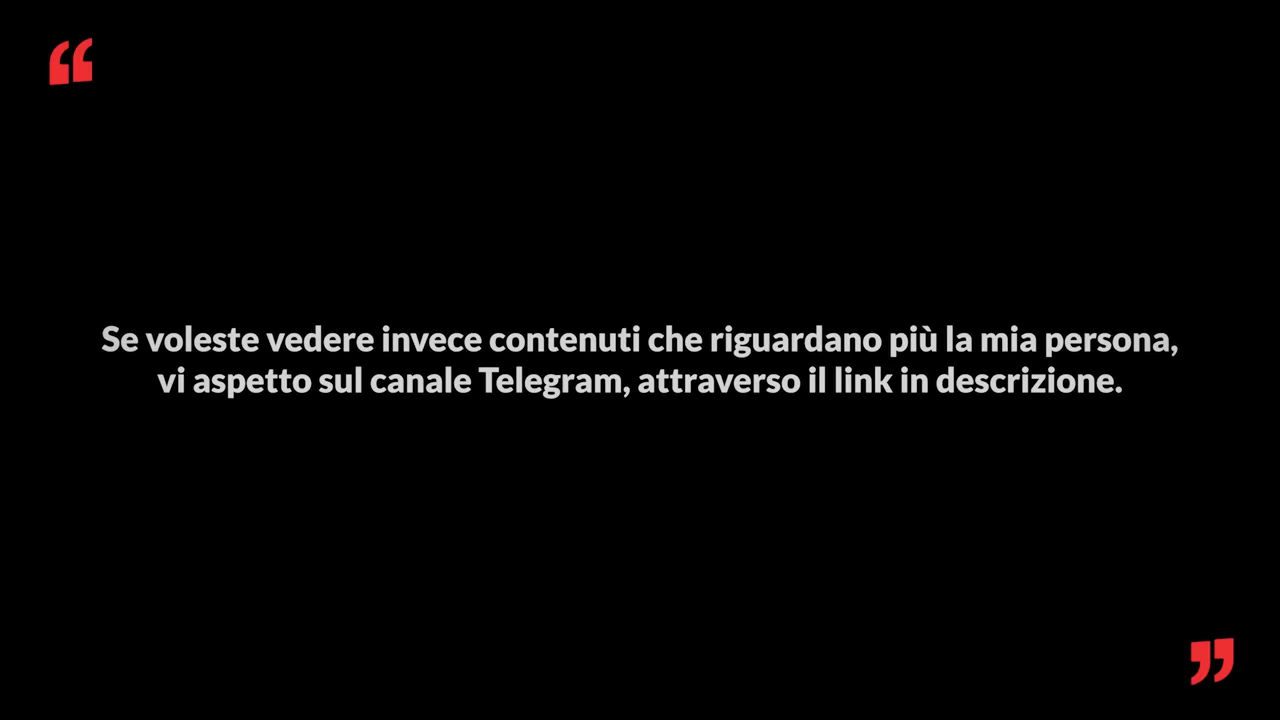 “
Se voleste vedere invece contenuti che riguardano più la mia persona,
vi aspetto sul canale Telegram, attraverso il link in descrizione.
”